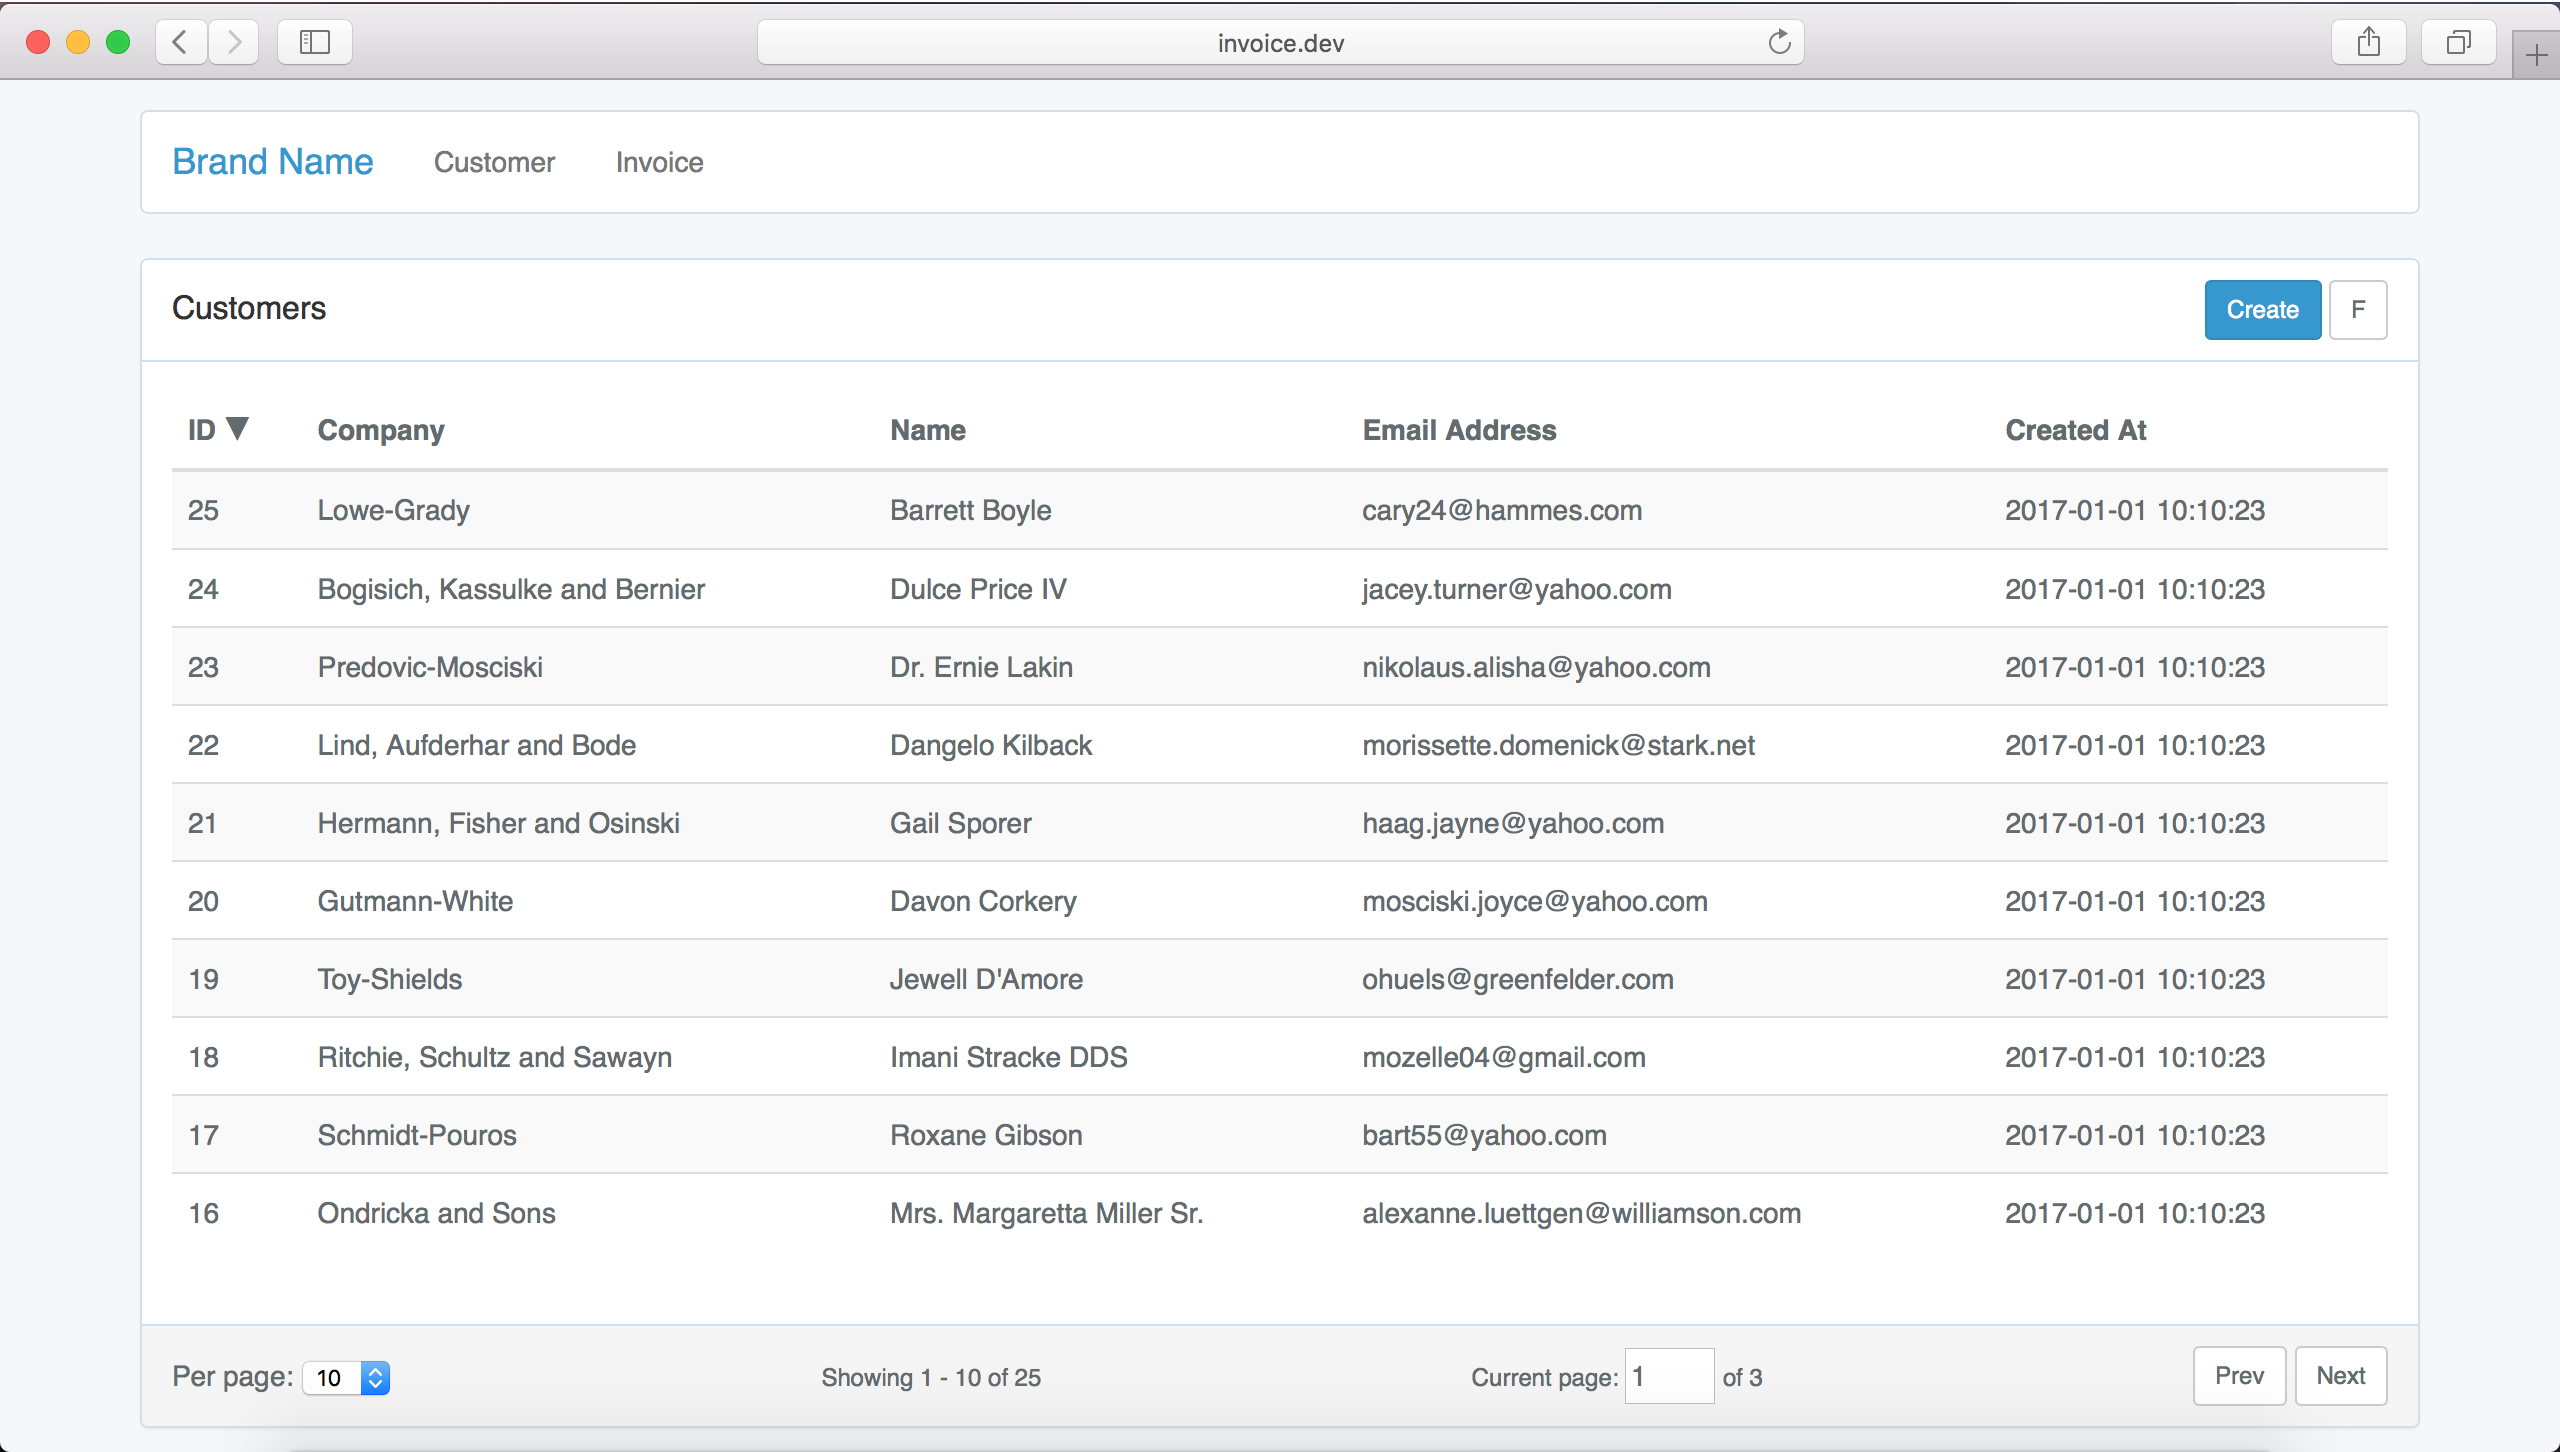 invoice.dev
Brand Name Customer Invoice
Customers Create F
ID ▼ Company Name Email Address Created At
25 Lowe-Grady Barrett Boyle cary24@hammes.com 2017-01-01 10:10:23
24 Bogisich, Kassulke and Bernier Dulce Price IV jacey.turner@yahoo.com 2017-01-01 10:10:23
23 Predovic-Mosciski Dr. Ernie Lakin nikolaus.alisha@yahoo.com 2017-01-01 10:10:23
22 Lind, Aufderhar and Bode Dangelo Kilback morissette.domenick@stark.net 2017-01-01 10:10:23
21 Hermann, Fisher and Osinski Gail Sporer haag.jayne@yahoo.com 2017-01-01 10:10:23
20 Gutmann-White Davon Corkery mosciski.joyce@yahoo.com 2017-01-01 10:10:23
19 Toy-Shields Jewell D'Amore ohuels@greenfelder.com 2017-01-01 10:10:23
18 Ritchie, Schultz and Sawayn Imani Stracke DDS mozelle04@gmail.com 2017-01-01 10:10:23
17 Schmidt-Pouros Roxane Gibson bart55@yahoo.com 2017-01-01 10:10:23
16 Ondricka and Sons Mrs. Margaretta Miller Sr. alexanne.luettgen@williamson.com 2017-01-01 10:10:23
Per page: 10 Showing 1 - 10 of 25 Current page: 1 of 3 Prev Next